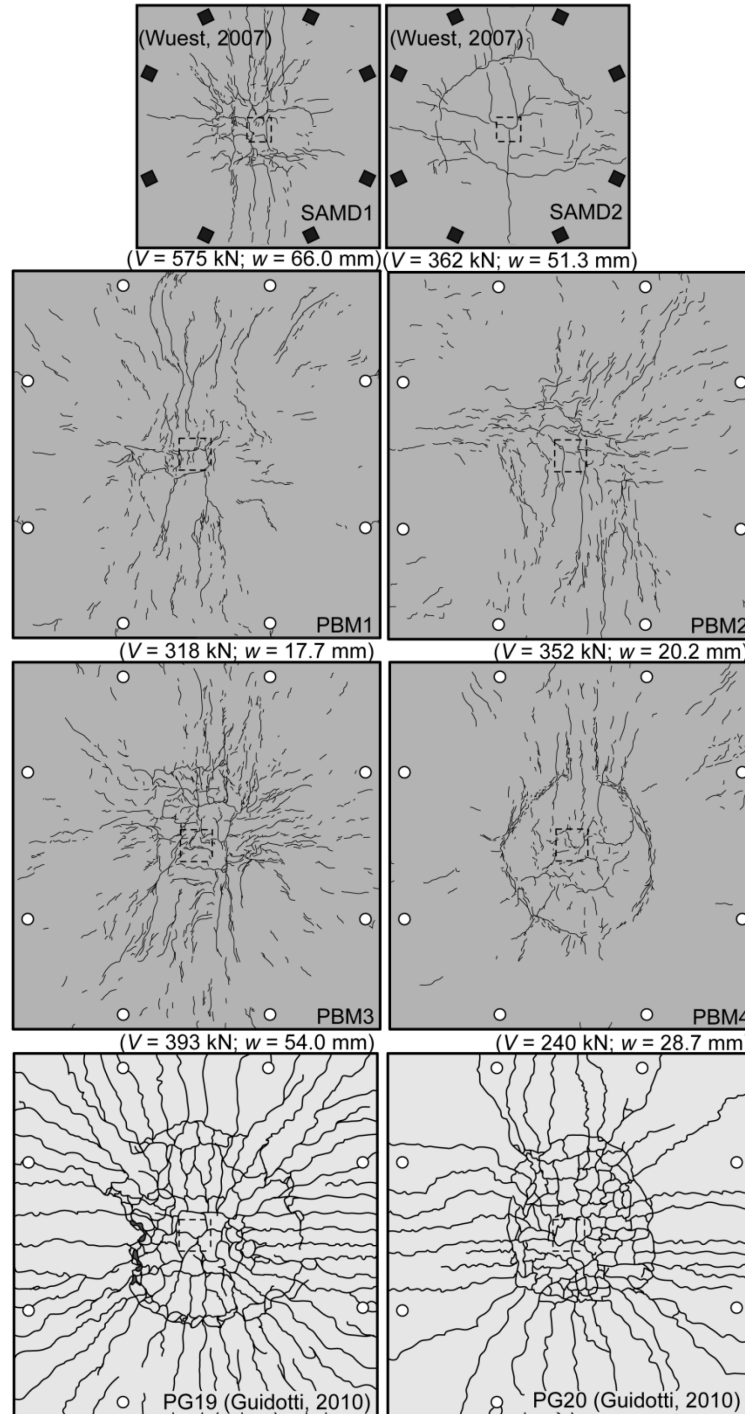 (Wuest, 2007)
(Wuest, 2007)
SAMD1
SAMD2
(V = 575 kN; w = 66.0 mm)
(V = 362 kN; w = 51.3 mm)
PBM1
PBM2
(V = 318 kN; w = 17.7 mm)
(V = 352 kN; w = 20.2 mm)
PBM3
PBM4
(V = 393 kN; w = 54.0 mm)
(V = 240 kN; w = 28.7 mm
PG19 (Guidotti, 2010)
PG20 (Guidotti, 2010)